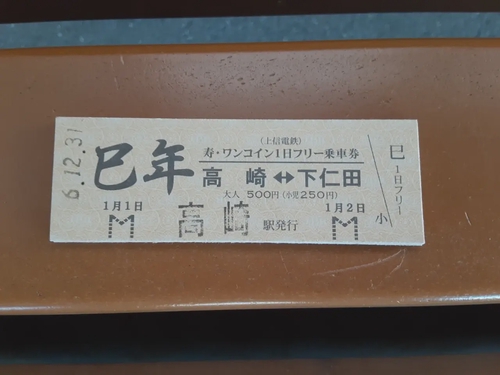 6.12.31
巳年
(上信電鉄)
寿・ワンコイン1日フリー乗車券
高崎⬌下仁田
大人 500円(小児250円)
1月1日
1月2日
M
高崎
駅発行
M
小
巳
1日フリー